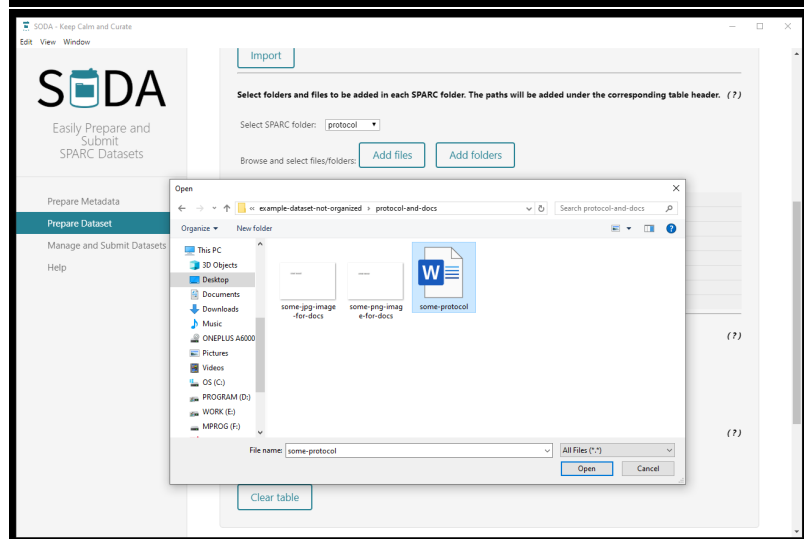 SODA - Keep Calm and Curate
Edit View Window
SODA
Easily Prepare and
Submit
SPARC Datasets
Prepare Metadata
Prepare Dataset
Manage and Submit Datasets
Help
Import
Select folders and files to be added in each SPARC folder. The paths will be added under the corresponding table header. (?)
Select SPARC folder: protocol
Browse and select files/folders: Add files Add folders
Open
« example-dataset-not-organized › protocol-and-docs
Search protocol-and-docs
Organize New folder
This PC
3D Objects
Desktop
Documents
Downloads
Music
ONEPLUS A6000
Pictures
Videos
OS (C:)
PROGRAM (D:)
WORK (E:)
MPROG (F:)
some-jpg-image
-for-docs
some-png-imag
e-for-docs
W
some-protocol
File name: some-protocol
All Files (*.*)
Open Cancel
(?)
(?)
Clear table